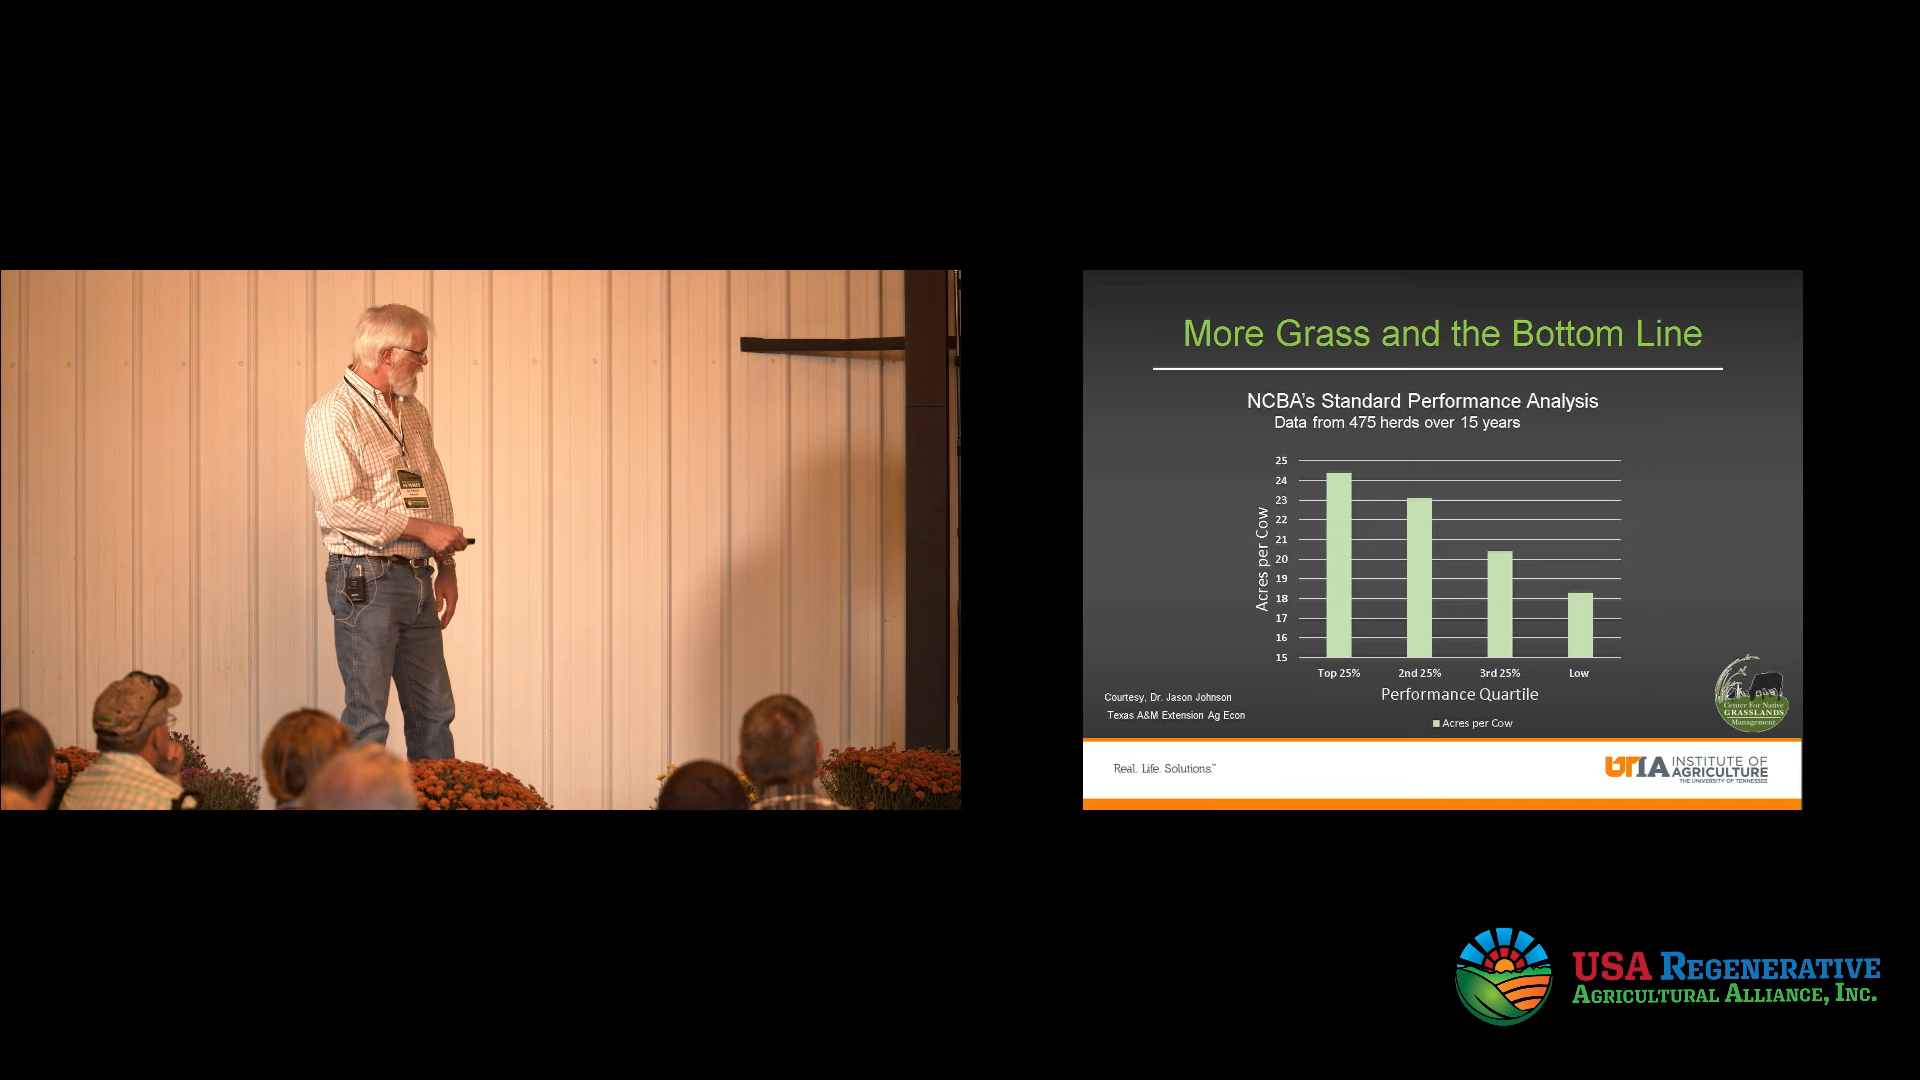 SUMMIT
More Grass and the Bottom Line
NCBA's Standard Performance Analysis
Data from 475 herds over 15 years
25
24
23
22
21
20
19
18
17
16
15
Acres per Cow
Top 25% 2nd 25% 3rd 25% Low
Performance Quartile
Acres per Cow
Courtesy, Dr. Jason Johnson
Texas A&M Extension Ag Econ
Center For Native
GRASSLANDS
Management
Real. Life. Solutions.™
UTIA INSTITUTE OF
AGRICULTURE
THE UNIVERSITY OF TENNESSEE
USA REGENERATIVE
AGRICULTURAL ALLIANCE, INC.